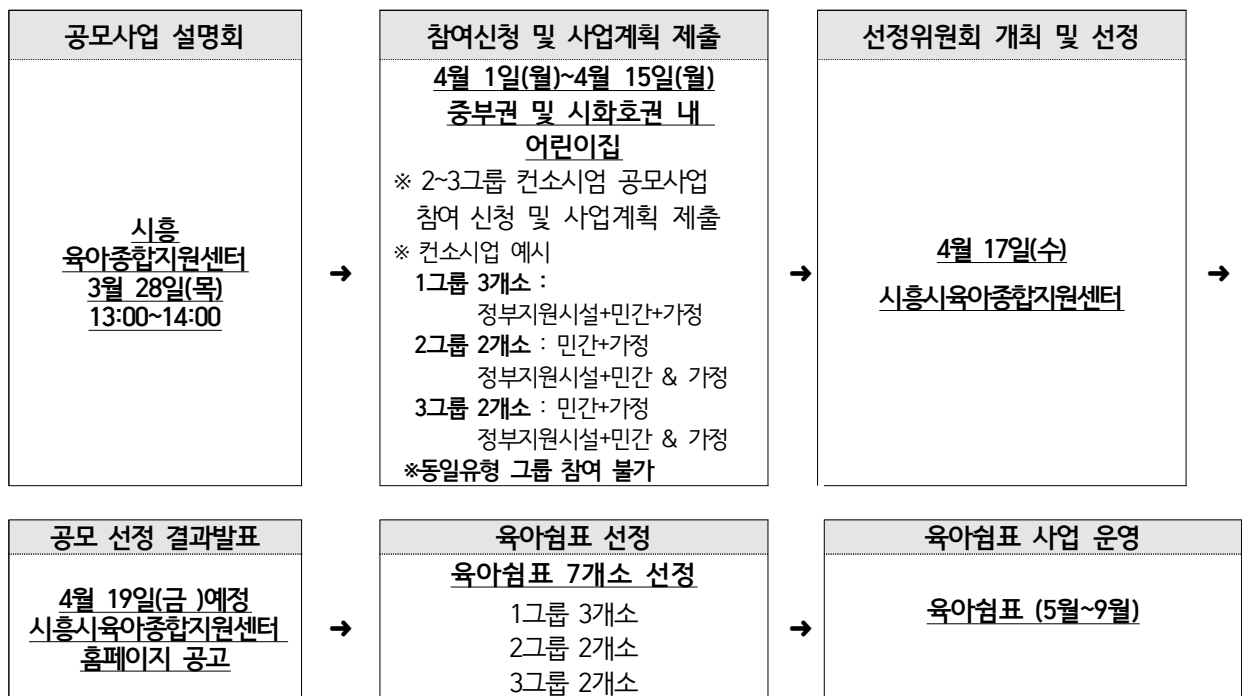 공모사업 설명회
시흥
육아종합지원센터
3월 28일(목)
13:00~14:00
➜
참여신청 및 사업계획 제출
4월 1일(월)~4월 15일(월)
중부권 및 시화호권 내
어린이집
※ 2~3그룹 컨소시엄 공모사업
참여 신청 및 사업계획 제출
※ 컨소시업 예시
1그룹 3개소 :
정부지원시설+민간+가정
2그룹 2개소 : 민간+가정
정부지원시설+민간 & 가정
3그룹 2개소 : 민간+가정
정부지원시설+민간 & 가정
※동일유형 그룹 참여 불가
➜
선정위원회 개최 및 선정
4월 17일(수)
시흥시육아종합지원센터
➜
공모 선정 결과발표
4월 19일(금 )예정
시흥시육아종합지원센터
홈페이지 공고
➜
육아쉼표 선정
육아쉼표 7개소 선정
1그룹 3개소
2그룹 2개소
3그룹 2개소
➜
육아쉼표 사업 운영
육아쉼표 (5월~9월)